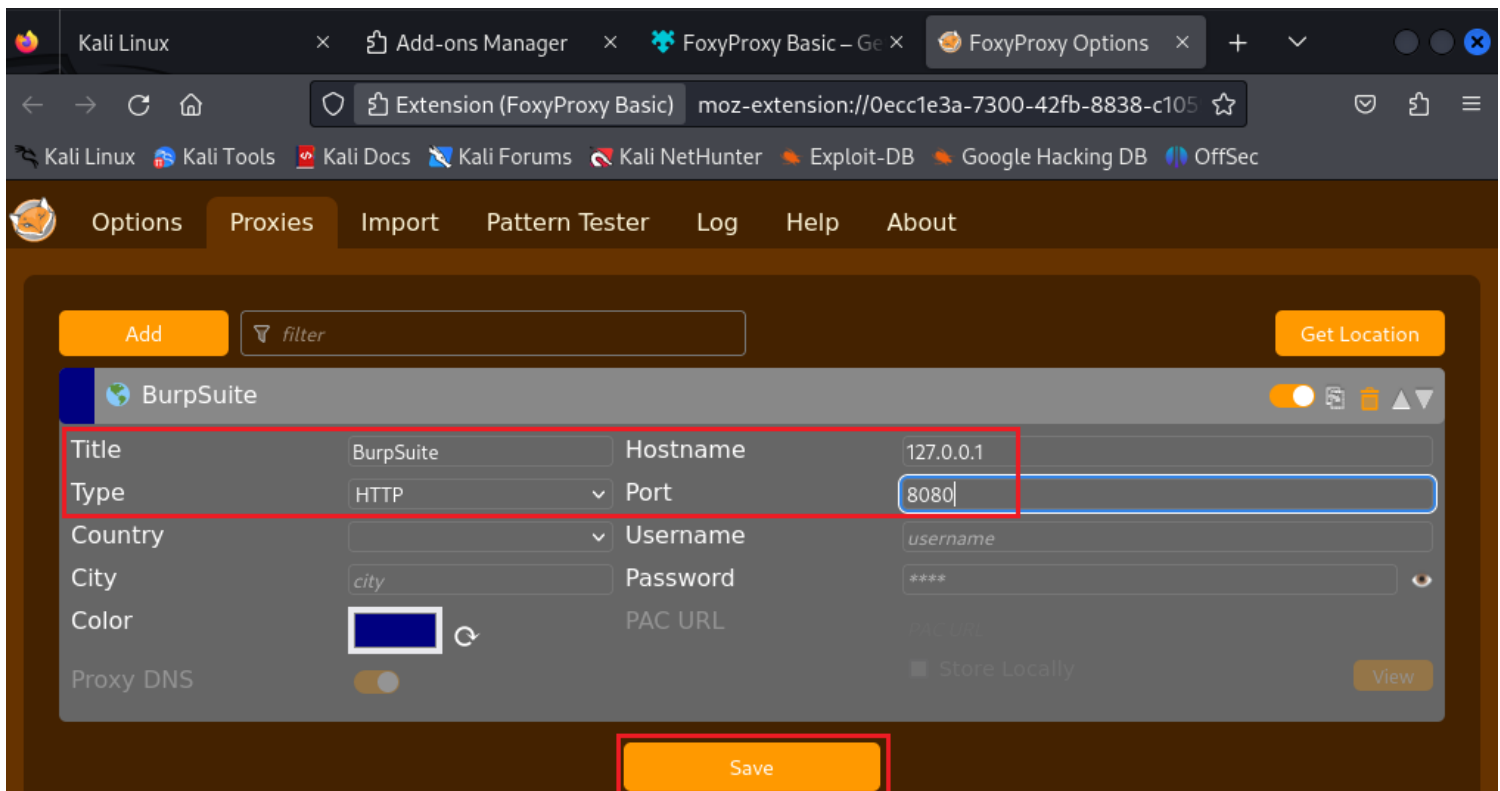 Kali Linux
Add-ons Manager
FoxyProxy Basic – Ge
FoxyProxy Options
Extension (FoxyProxy Basic) moz-extension://0ecc1e3a-7300-42fb-8838-c105
Kali Linux Kali Tools Kali Docs Kali Forums Kali NetHunter Exploit-DB Google Hacking DB OffSec
Options Proxies Import Pattern Tester Log Help About
Add filter Get Location
BurpSuite
Title BurpSuite Hostname 127.0.0.1
Type HTTP Port 8080
Country Username username
City city Password ****
Color PAC URL PAC URL
Proxy DNS Store Locally View
Save